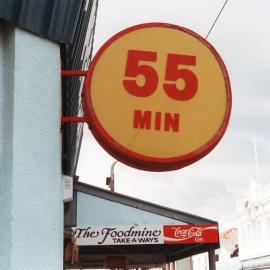 55
MIN
The Foodmine
TAKE-A-WAYS
Coca-Cola